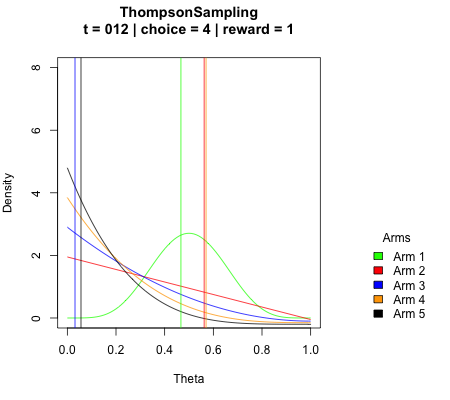 ThompsonSampling
t = 012 | choice = 4 | reward = 1
8
6
4
2
0
Density
0.0 0.2 0.4 0.6 0.8 1.0
Theta
Arms
Arm 1
Arm 2
Arm 3
Arm 4
Arm 5